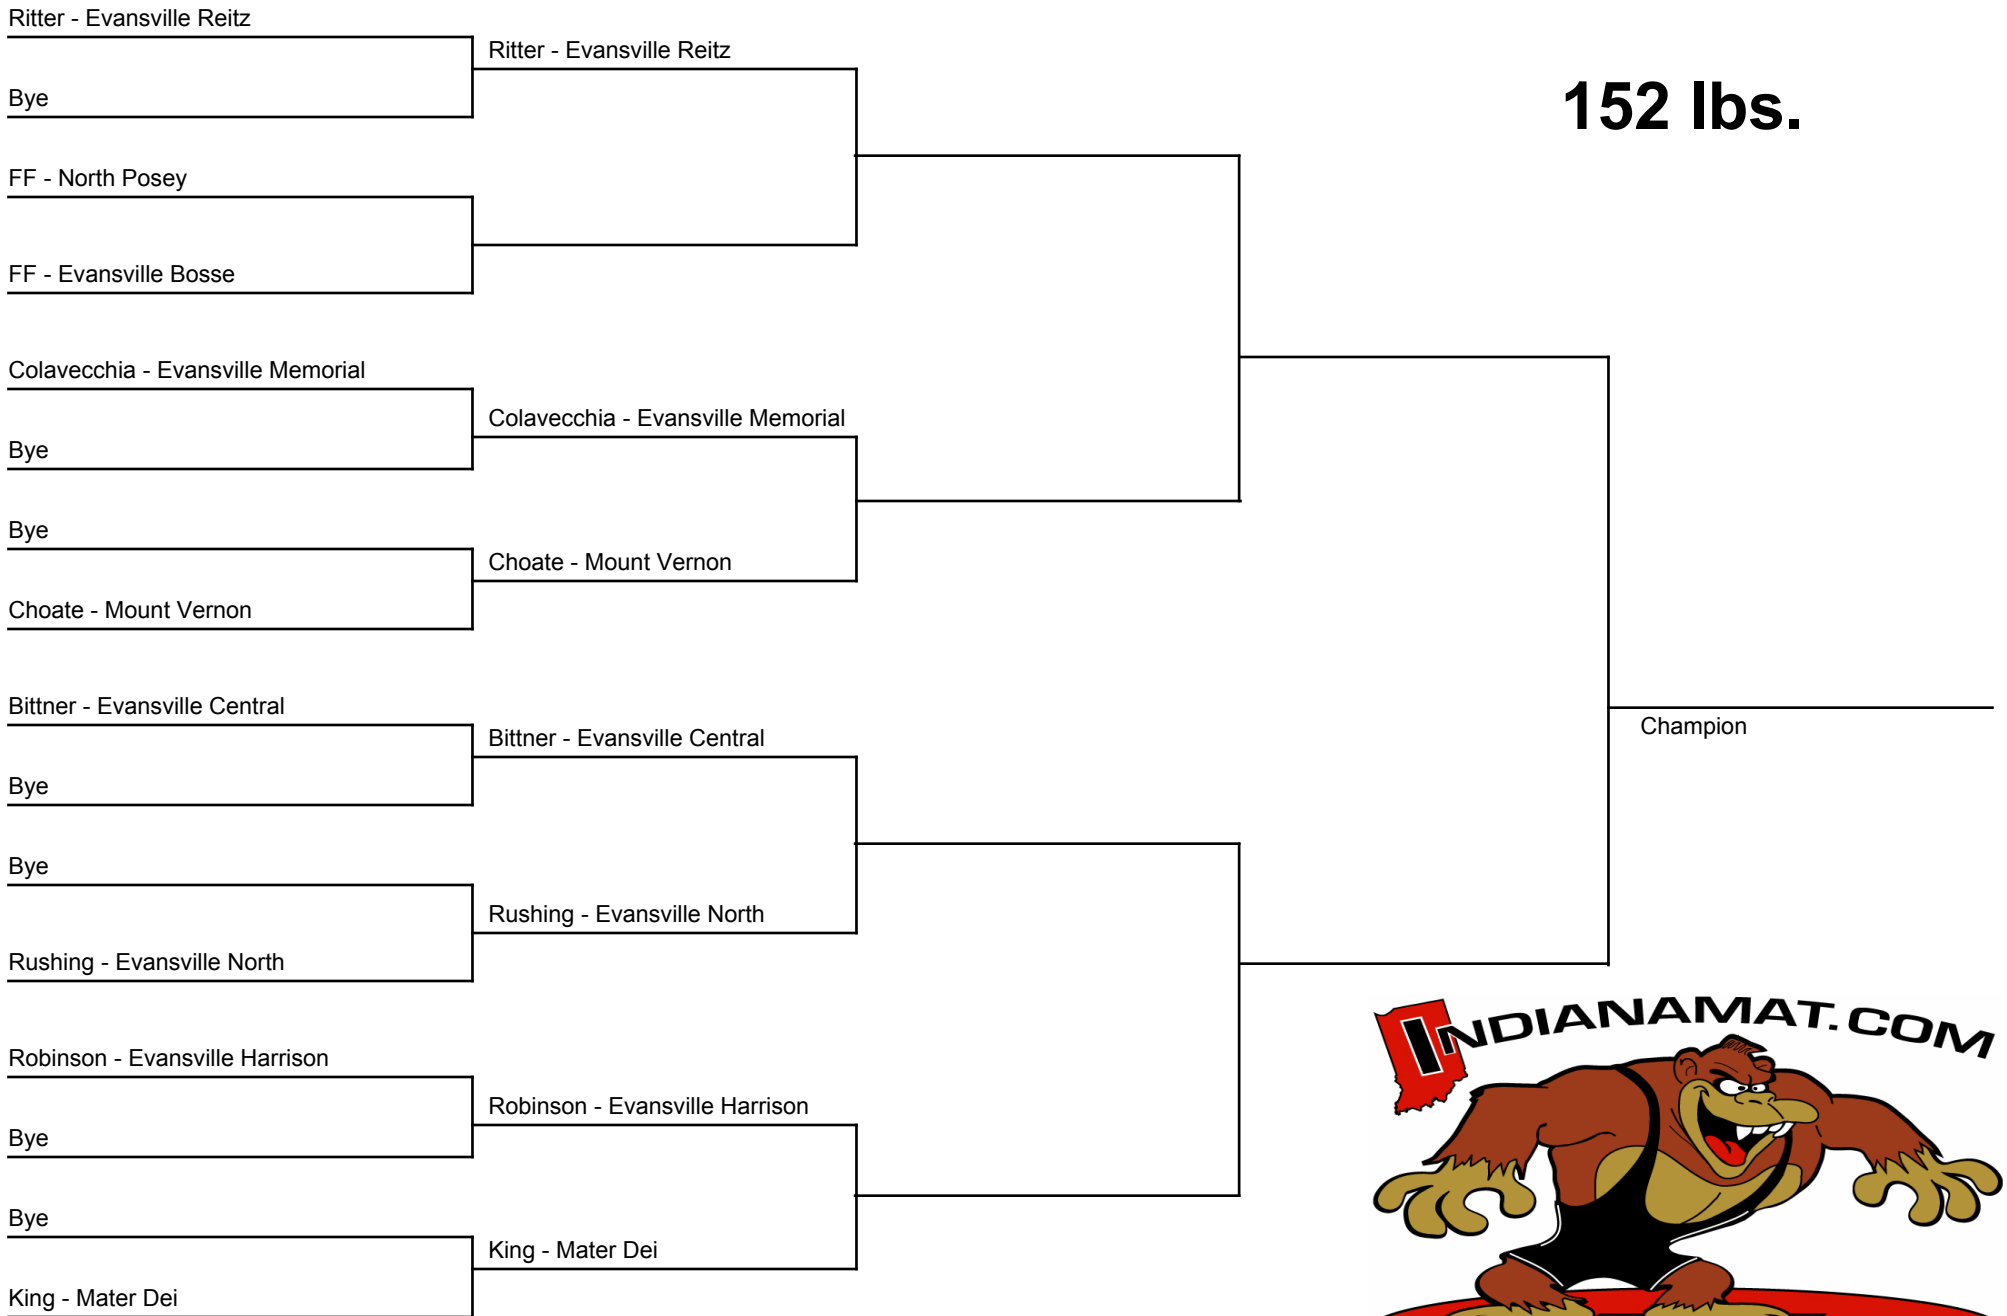 Ritter - Evansville Reitz
Bye
FF - North Posey
FF - Evansville Bosse
Colavecchia - Evansville Memorial
Bye
Bye
Choate - Mount Vernon
Bittner - Evansville Central
Bye
Bye
Rushing - Evansville North
Robinson - Evansville Harrison
Bye
Bye
King - Mater Dei
Ritter - Evansville Reitz
Colavecchia - Evansville Memorial
Choate - Mount Vernon
Bittner - Evansville Central
Rushing - Evansville North
Robinson - Evansville Harrison
King - Mater Dei
152 lbs.
Champion
INDIANAMAT.COM